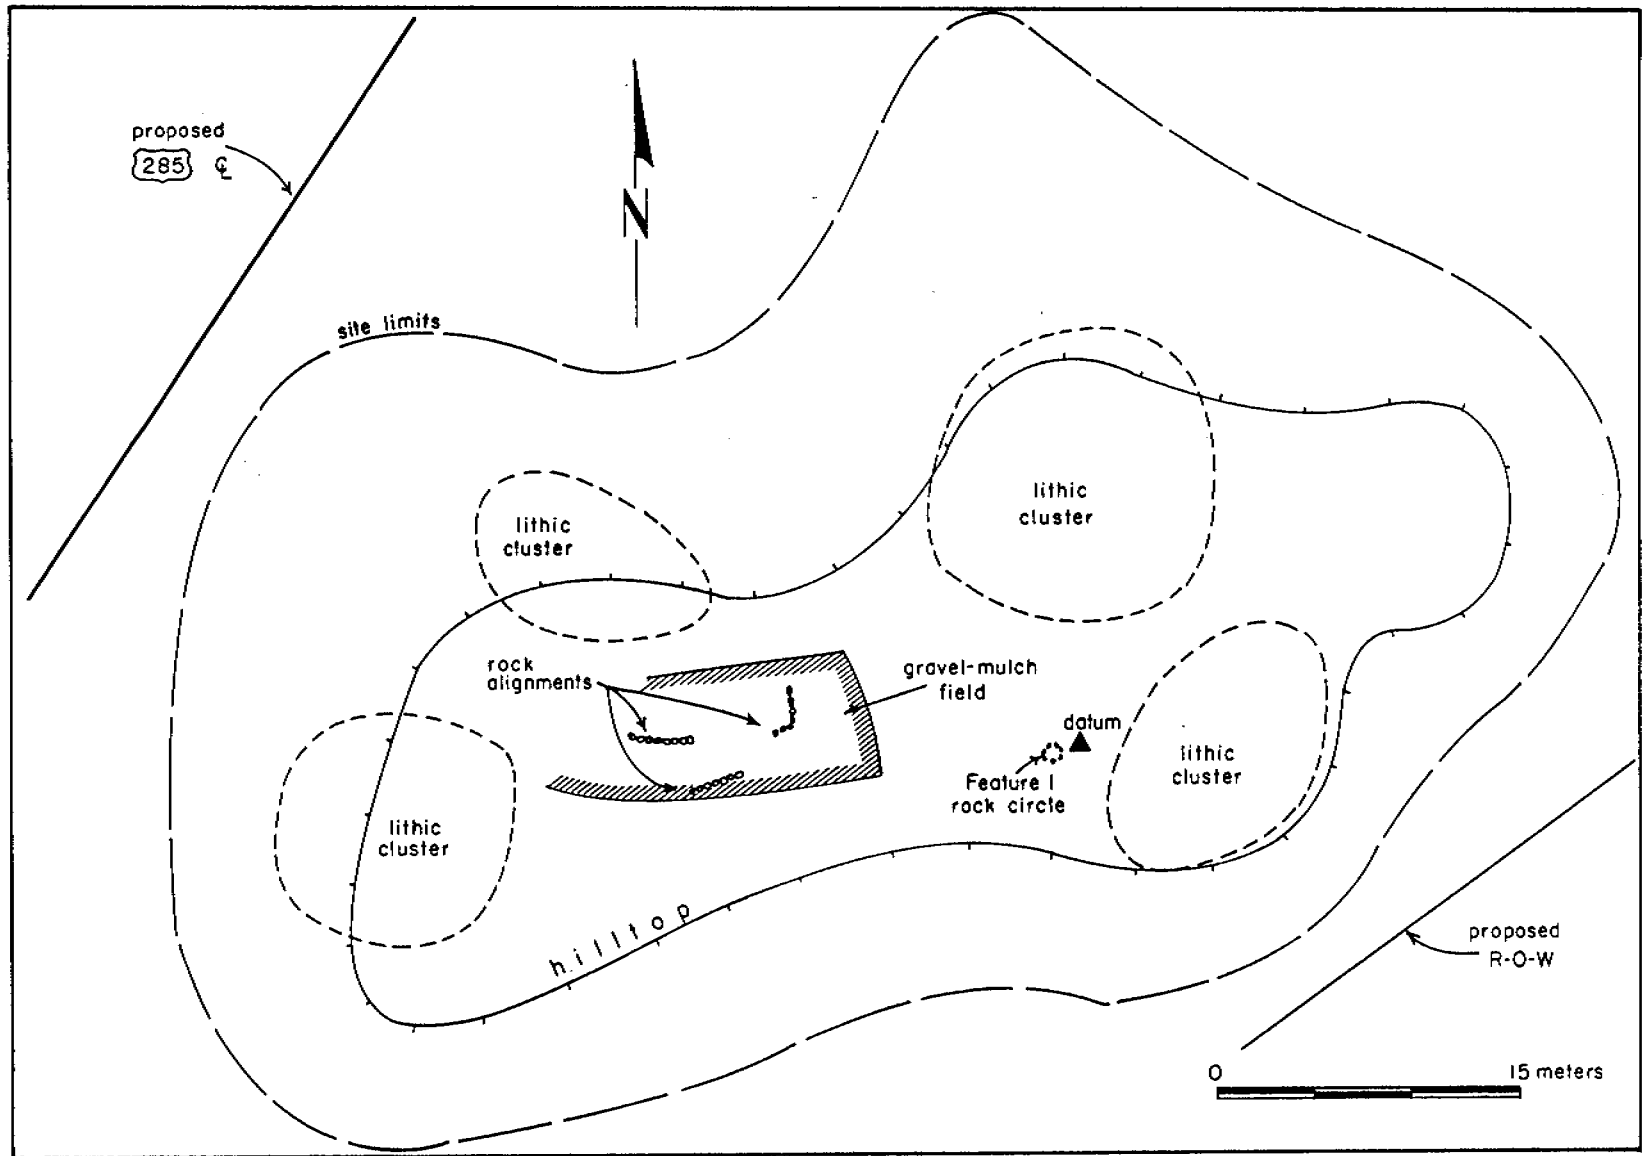 proposed
285 ℄
N
site limits
lithic
cluster
lithic
cluster
rock
alignments
gravel-mulch
field
datum
Feature 1
rock circle
lithic
cluster
lithic
cluster
hilltop
proposed
R-O-W
0 15 meters